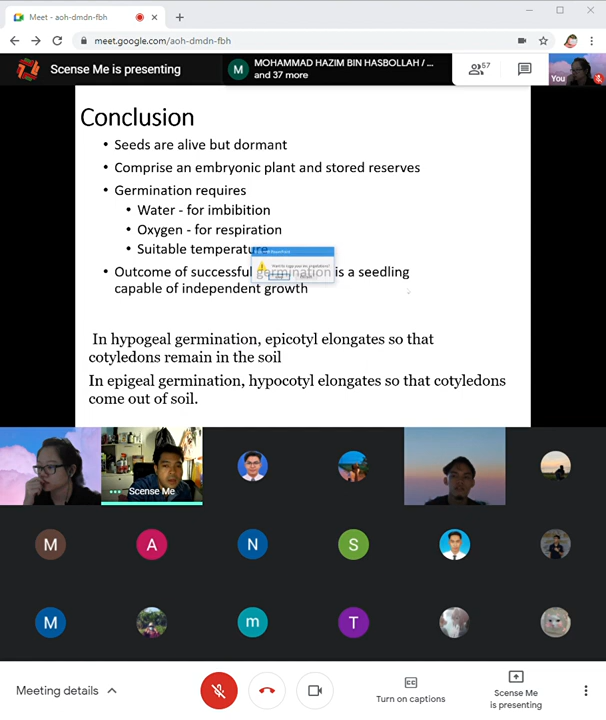 Meet - aoh-dmdn-fbh
meet.google.com/aoh-dmdn-fbh
Scense Me is presenting
M
MOHAMMAD HAZIM BIN HASBOLLAH / ...
and 37 more
57
You
Conclusion
• Seeds are alive but dormant
• Comprise an embryonic plant and stored reserves
• Germination requires
• Water - for imbibition
• Oxygen - for respiration
• Suitable temperature
• Outcome of successful germination is a seedling
capable of independent growth
In hypogeal germination, epicotyl elongates so that
cotyledons remain in the soil
In epigeal germination, hypocotyl elongates so that cotyledons
come out of soil.
Scense Me
M A N S
M m T
Meeting details
CC
Turn on captions
Scense Me
is presenting